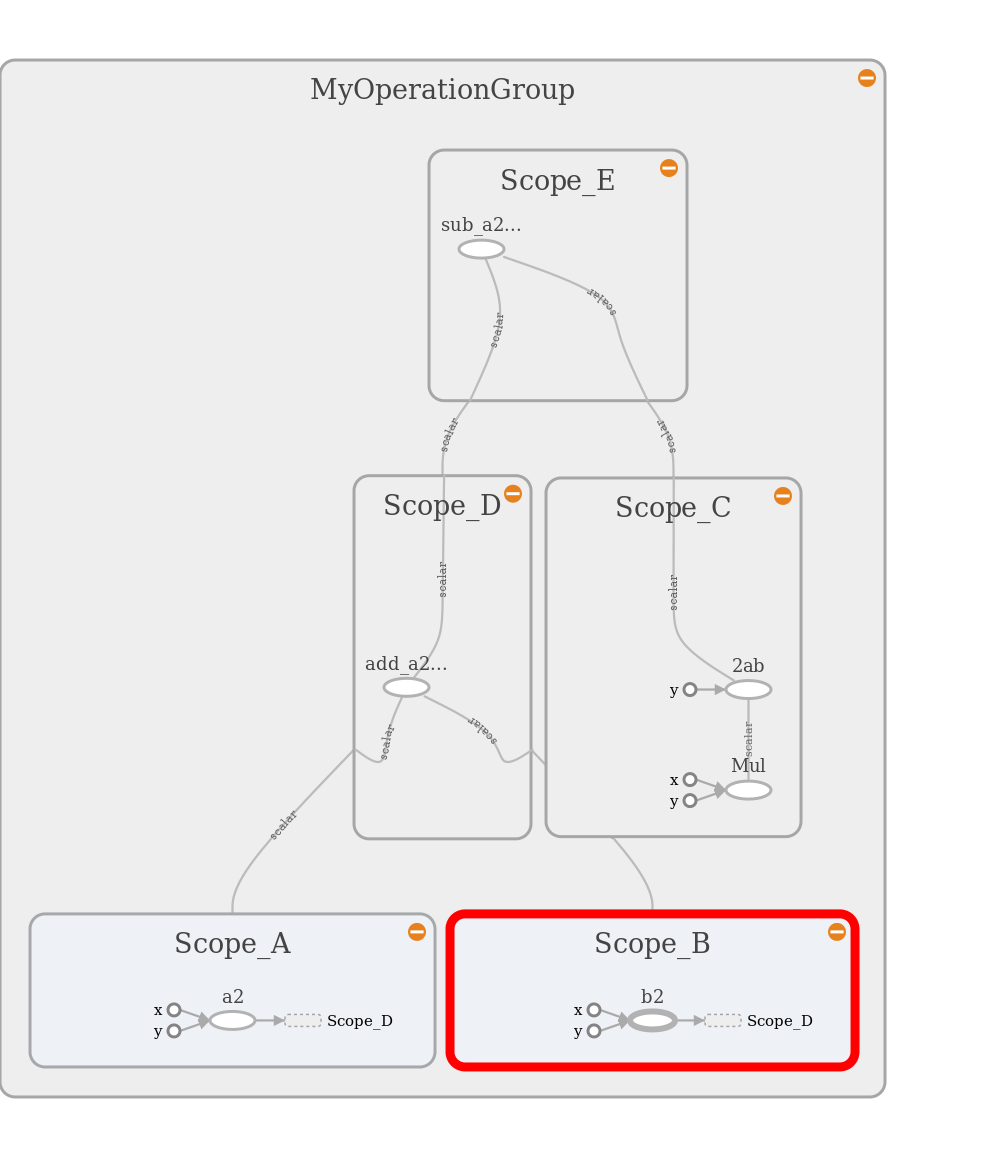 MyOperationGroup
Scope_E
sub_a2...
scalar
scalar
scalar
scalar
Scope_D
Scope_C
scalar
scalar
add_a2...
2ab
y
scalar
scalar
scalar
Mul
x
y
scalar
Scope_A
Scope_B
a2
b2
x
y
Scope_D
x
y
Scope_D